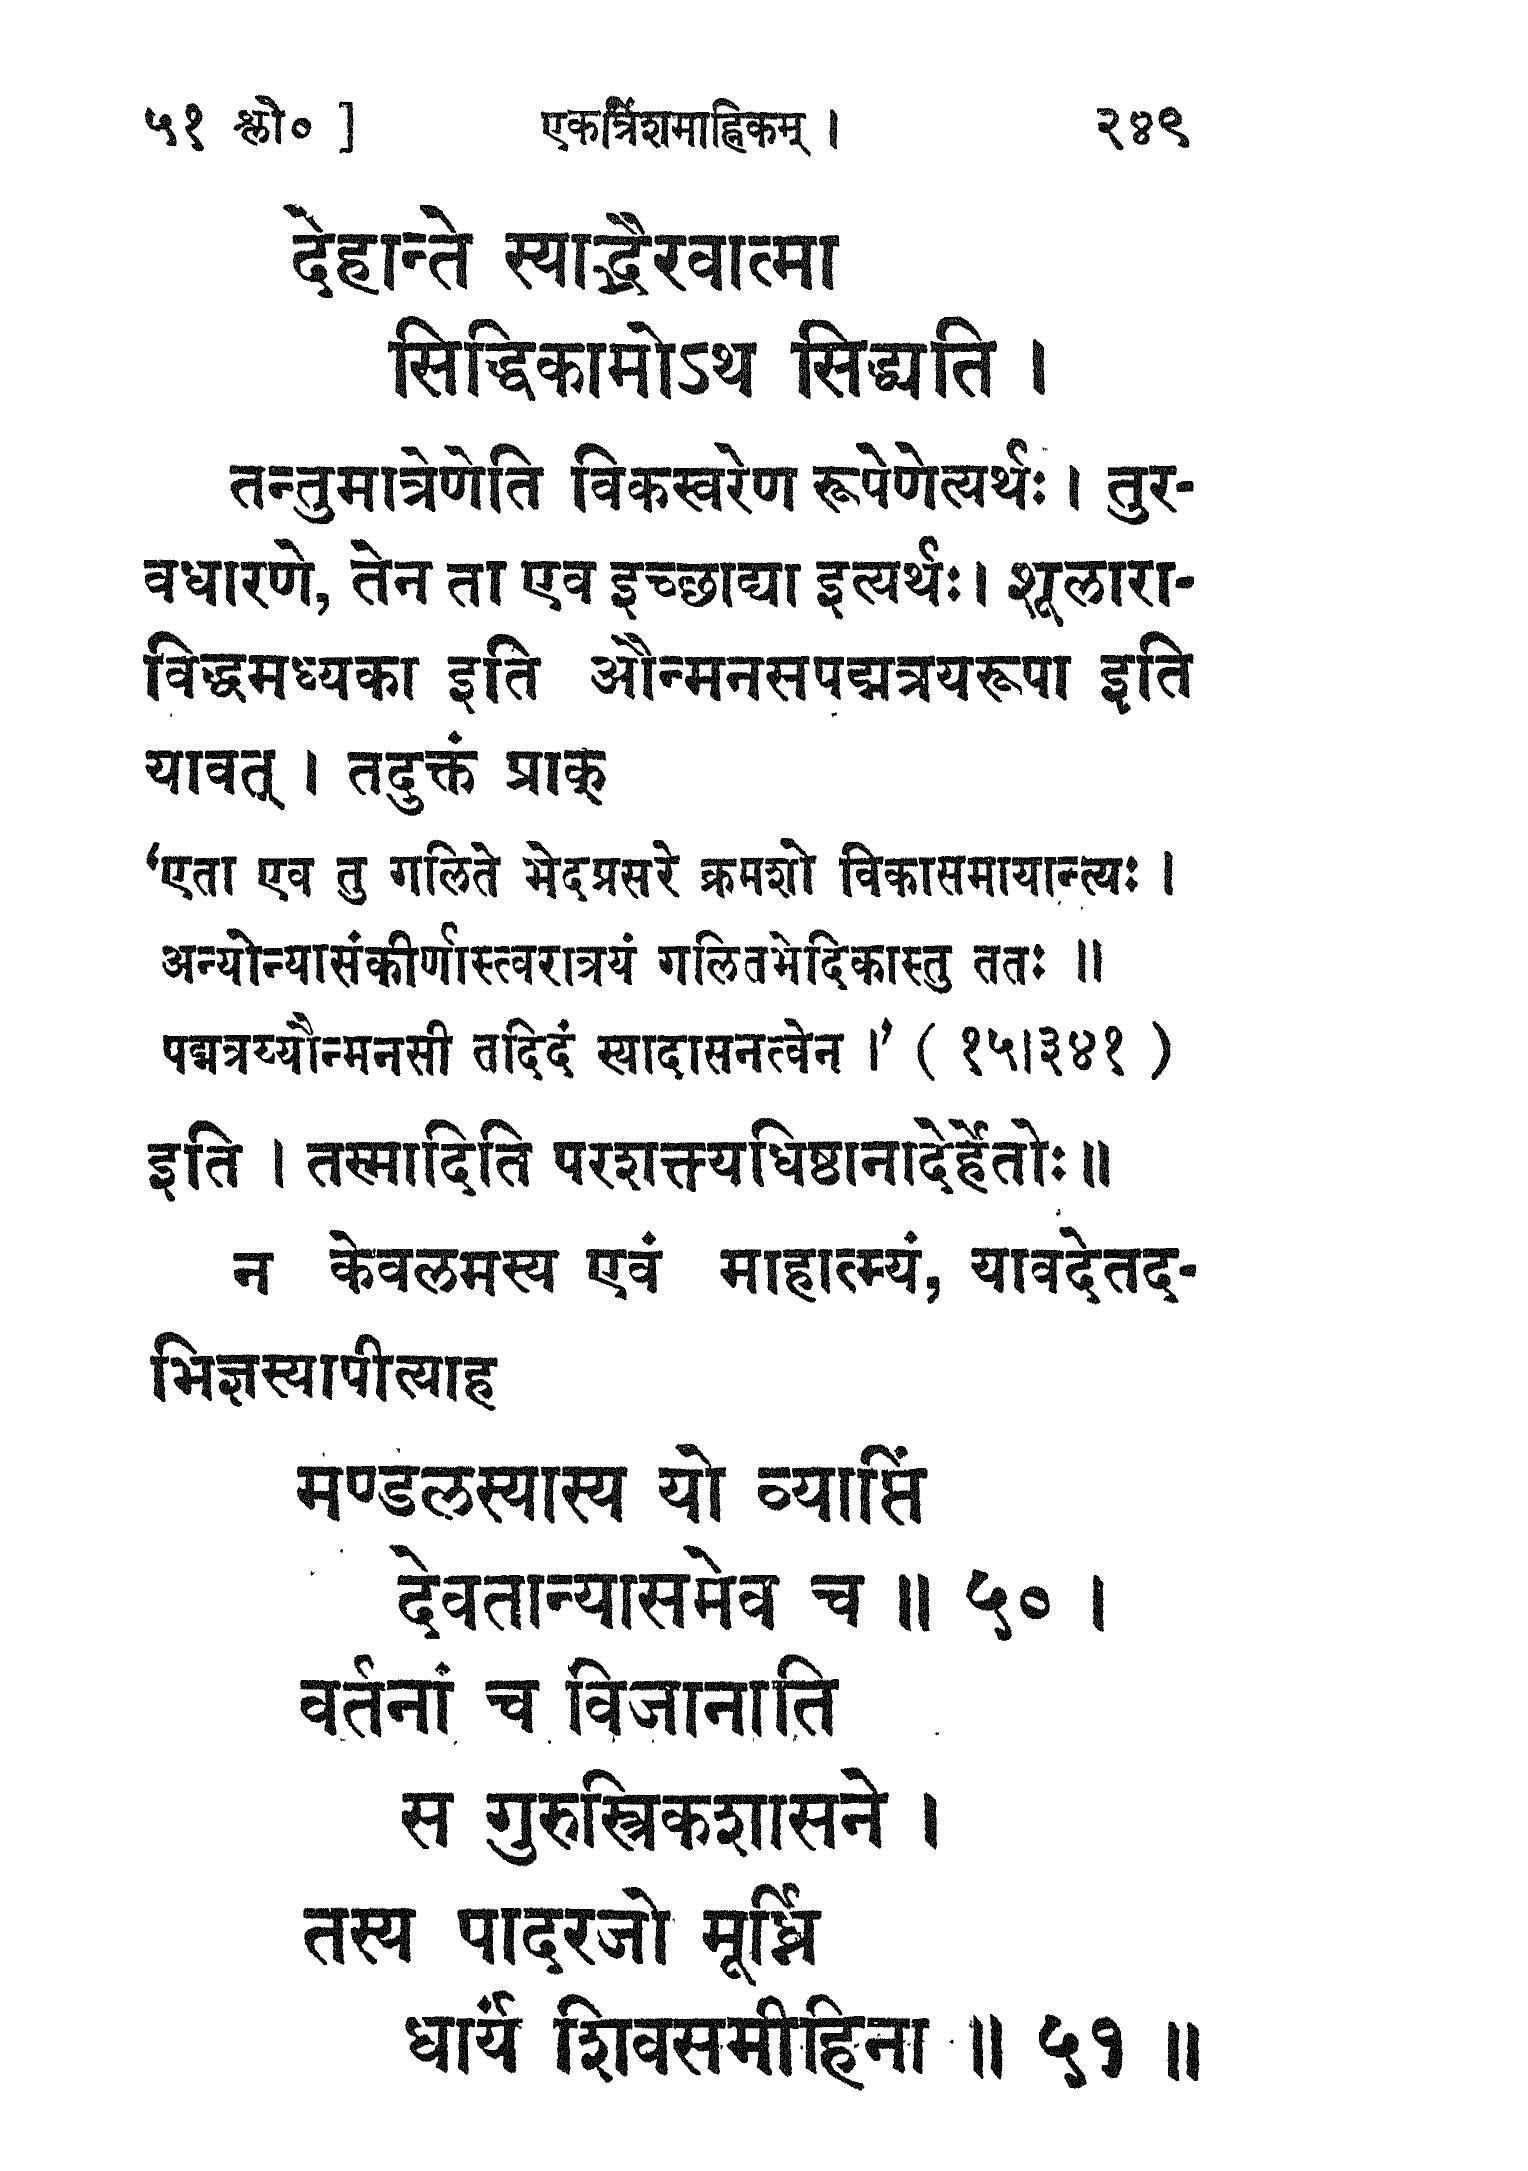 ५१ श्लो० ] एकर्त्रिशमाह्निकम् । २४९
देहान्ते स्याद्भैरवात्मा
सिद्धिकामोऽथ सिद्ध्यति ।
तन्तुमात्रेणेति विकस्वरेण रूपेणेत्यर्थः । तुर-
वधारणे, तेन ता एव इच्छाद्या इत्यर्थः । शूलारा-
विद्धमध्यका इति औन्मनसपद्मत्रयरूपा इति
यावत् । तदुक्तं प्राक्
‘एता एव तु गलिते भेदप्रसरे क्रमशो विकासमायान्त्यः ।
अन्योन्यासंकीर्णास्त्वरात्रयं गलितभेदिकास्तु ततः ॥
पद्मत्रय्यौन्मनसी तदिदं स्यादासनत्वेन ।’ ( १५।३४१ )
इति । तस्मादिति परशक्त्यधिष्ठानादेर्हेतोः ॥
न केवलमस्य एवं माहात्म्यं, यावदेतद-
भिज्ञस्यापीत्याह
मण्डलस्यास्य यो व्याप्तिं
देवतान्यासमेव च ॥ ५० ।
वर्तनां च विजानाति
स गुरुस्त्रिकशासने ।
तस्य पादरजो मूर्ध्नि
धार्यं शिवसमीहिना ॥ ५१ ॥